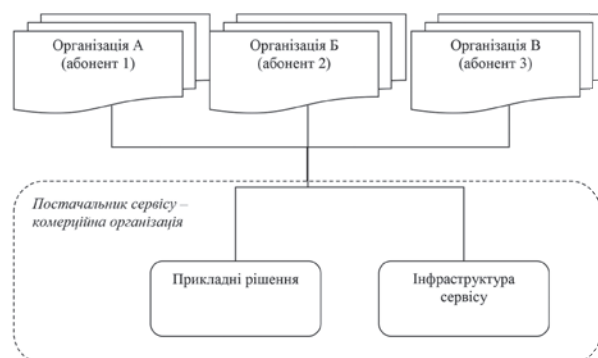 Організація А
(абонент 1)
Організація Б
(абонент 2)
Організація В
(абонент 3)
Постачальник сервісу –
комерційна організація
Прикладні рішення
Інфраструктура
сервісу